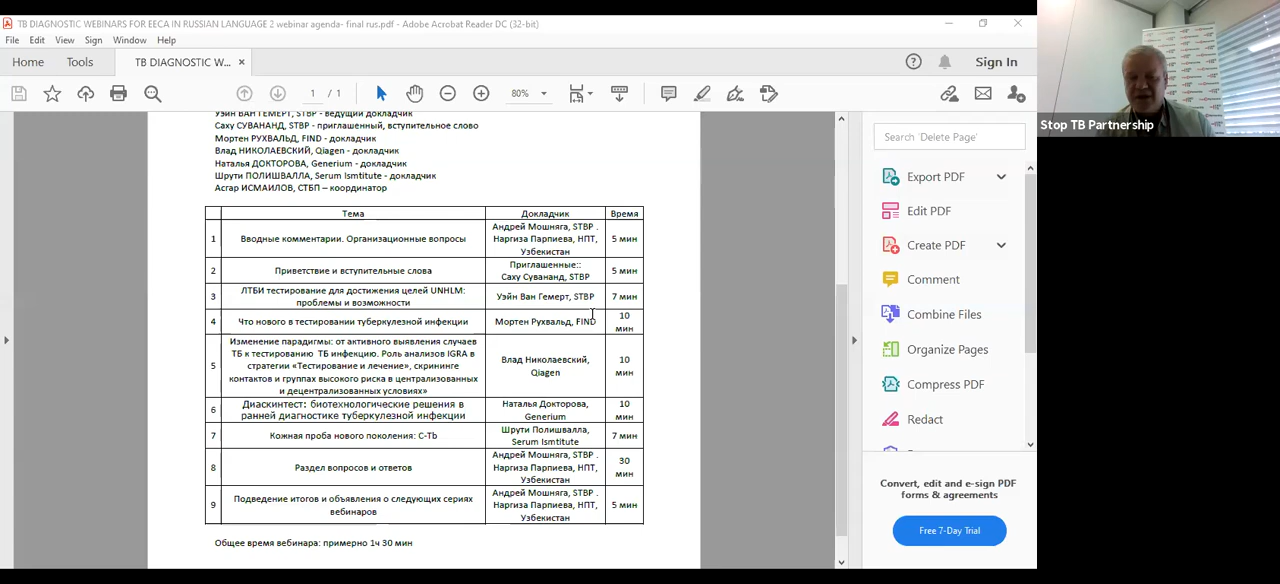 TB DIAGNOSTIC WEBINARS FOR EECA IN RUSSIAN LANGUAGE 2 webinar agenda- final rus.pdf - Adobe Acrobat Reader DC (32-bit)
File Edit View Sign Window Help
Home Tools TB DIAGNOSTIC W... × Sign In
1 / 1 80%
Уэйн ВАН ГЕМЕРТ, STBP - ведущий докладчик
Саху СУВАНАНД, STBP - приглашенный, вступительное слово
Мортен РУХВАЛЬД, FIND - докладчик
Влад НИКОЛАЕВСКИЙ, Qiagen - докладчик
Наталья ДОКТОРОВА, Generium - докладчик
Шрути ПОЛИШВАЛЛА, Serum Ismtitute - докладчик
Асгар ИСМАИЛОВ, СТБП – координатор
Тема Докладчик Время
1 Вводные комментарии. Организационные вопросы Андрей Мошняга, STBP .
Наргиза Парпиева, НПТ,
Узбекистан 5 мин
2 Приветствие и вступительные слова Приглашенные::
Саху Сувананд, STBP 5 мин
3 ЛТБИ тестирование для достижения целей UNHLM:
проблемы и возможности Уэйн Ван Гемерт, STBP 7 мин
4 Что нового в тестировании туберкулезной инфекции Мортен Рухвальд, FIND 10
мин
5 Изменение парадигмы: от активного выявления случаев
ТБ к тестированию ТБ инфекцию. Роль анализов IGRA в
стратегии «Тестирование и лечение», скрининге
контактов и группах высокого риска в централизованных
и децентрализованных условиях» Влад Николаевский,
Qiagen 10
мин
6 Диаскинтест: биотехнологические решения в
ранней диагностике туберкулезной инфекции Наталья Докторова,
Generium 10
мин
7 Кожная проба нового поколения: C-Tb Шрути Полишвалла,
Serum Ismtitute 7 мин
8 Раздел вопросов и ответов Андрей Мошняга, STBP .
Наргиза Парпиева, НПТ,
Узбекистан 30
мин
9 Подведение итогов и объявления о следующих сериях
вебинаров Андрей Мошняга, STBP .
Наргиза Парпиева, НПТ,
Узбекистан 5 мин
Общее время вебинара: примерно 1ч 30 мин
Search 'Delete Page'
Export PDF
Edit PDF
Create PDF
Comment
Combine Files
Organize Pages
Compress PDF
Redact
Convert, edit and e-sign PDF
forms & agreements
Free 7-Day Trial
Stop TB Partnership